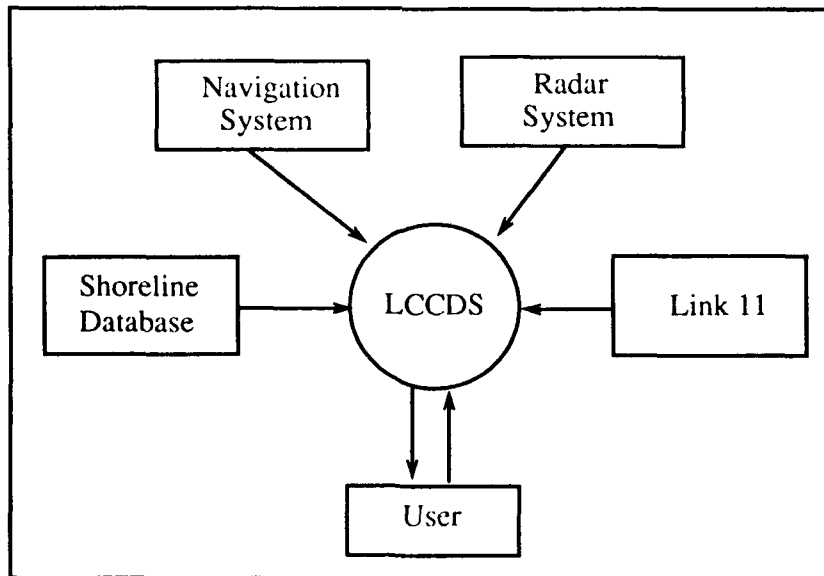 Navigation
System
Radar
System
Shoreline
Database
LCCDS
Link 11
User